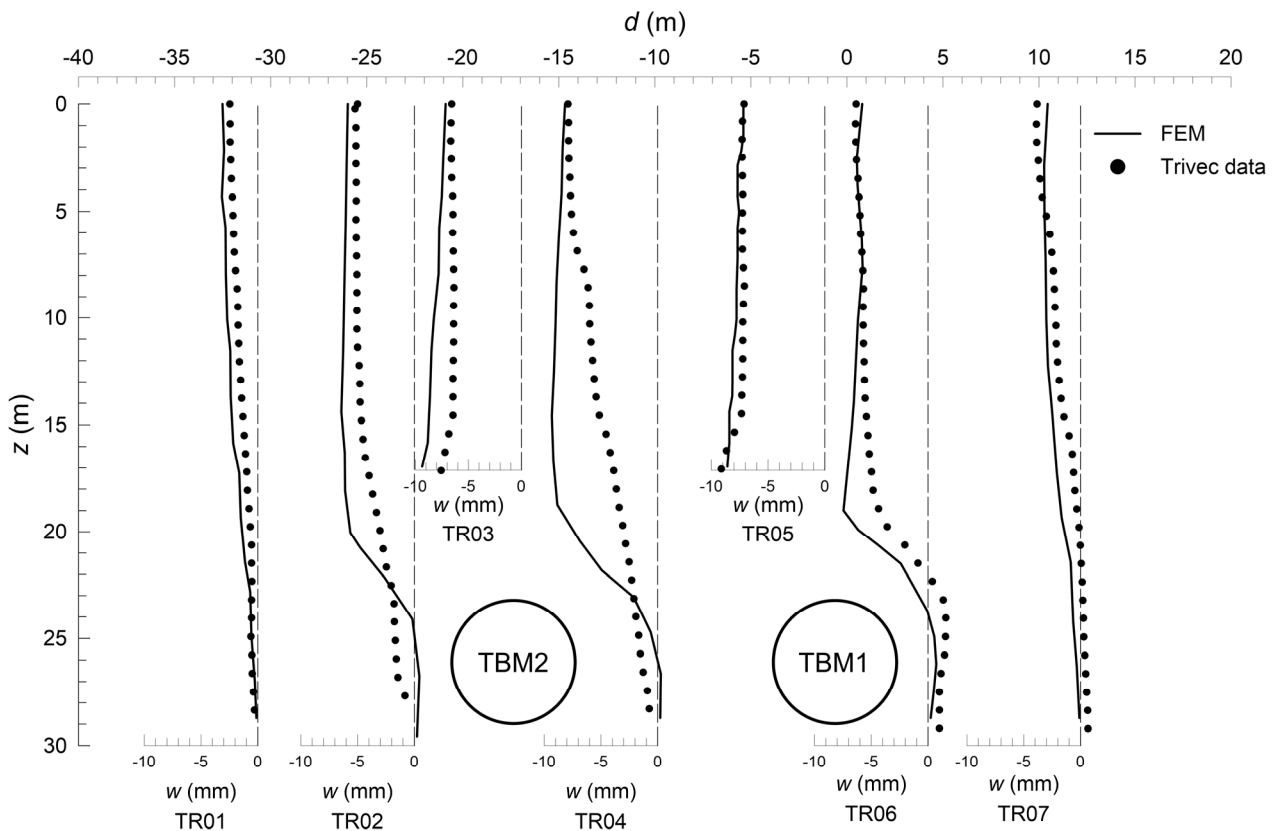 d (m)
-40 -35 -30 -25 -20 -15 -10 -5 0 5 10 15 20
0
5
10
15
20
25
30
z (m)
FEM
Trivec data
-10 -5 0
w (mm)
TR03
-10 -5 0
w (mm)
TR05
TBM2
TBM1
-10 -5 0
w (mm)
TR01
-10 -5 0
w (mm)
TR02
-10 -5 0
w (mm)
TR04
-10 -5 0
w (mm)
TR06
-10 -5 0
w (mm)
TR07